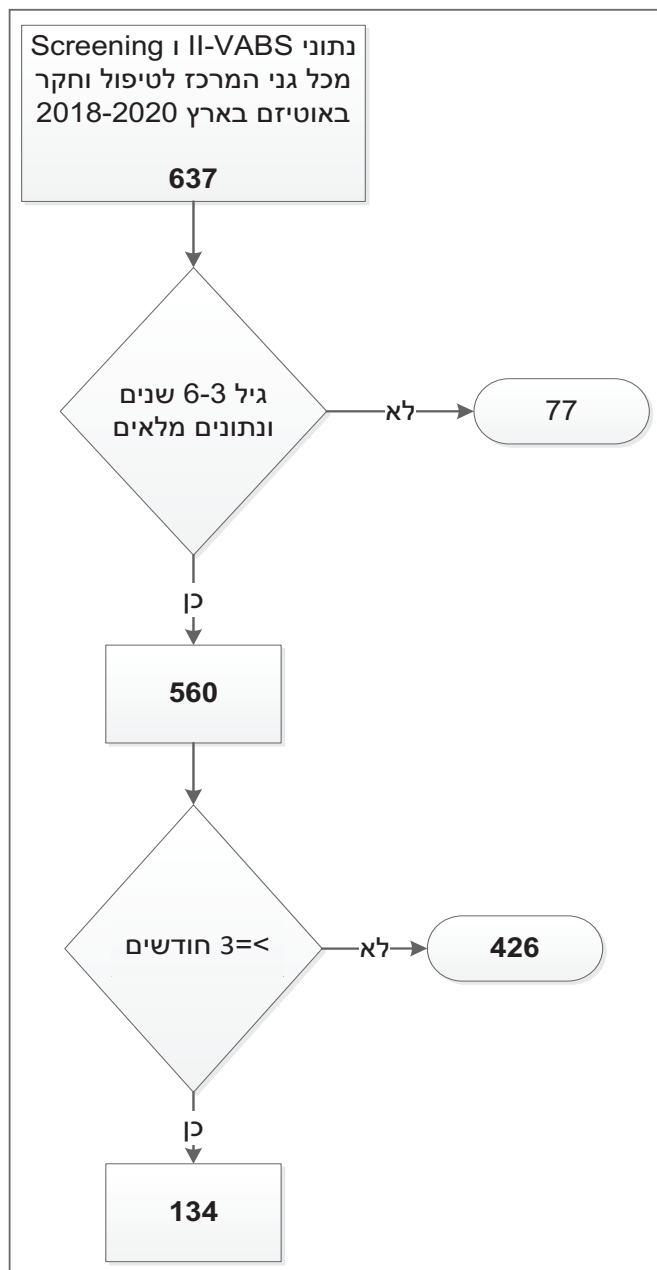 נתוני II-VABS ו Screening
מכל גני המרכז לטיפול וחקר
באוטיזם בארץ 2018-2020
637
גיל 6-3 שנים
ונתונים מלאים
לא
77
כן
560
>=3 חודשים
לא
426
כן
134